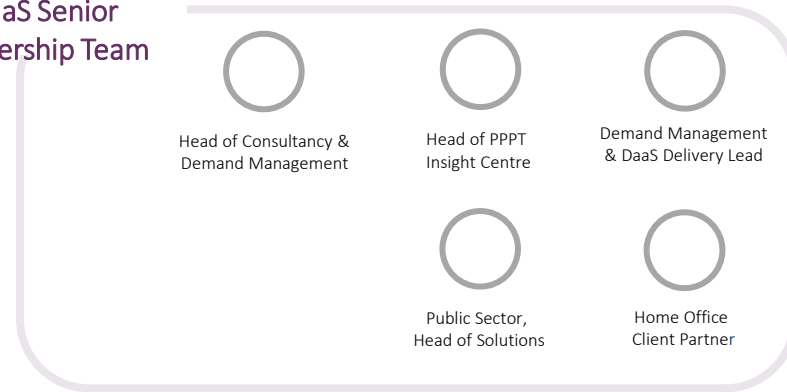 aS Senior
ership Team
Head of Consultancy &
Demand Management
Head of PPPT
Insight Centre
Demand Management
& DaaS Delivery Lead
Public Sector,
Head of Solutions
Home Office
Client Partner